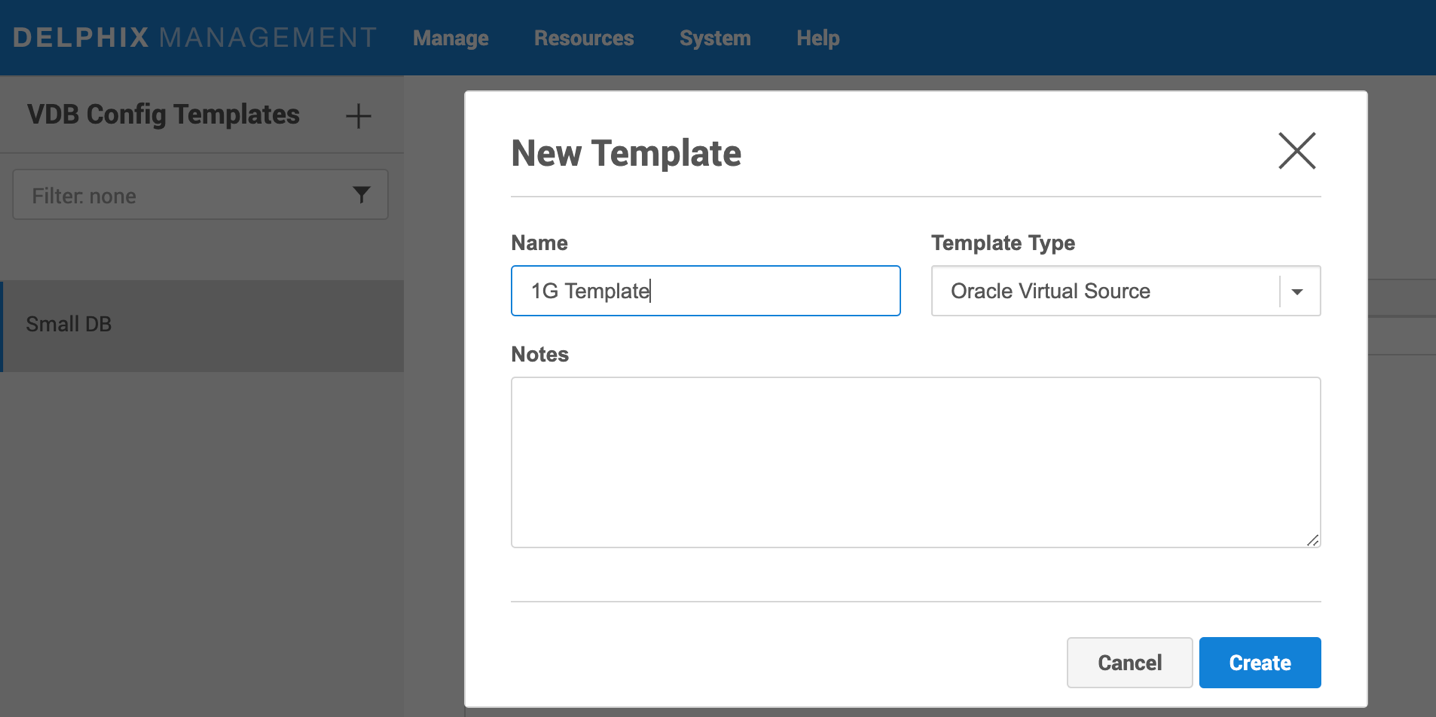 DELPHIX MANAGEMENT Manage Resources System Help
VDB Config Templates
Filter: none
Small DB
New Template
Name Template Type
1G Template Oracle Virtual Source
Notes
Cancel Create